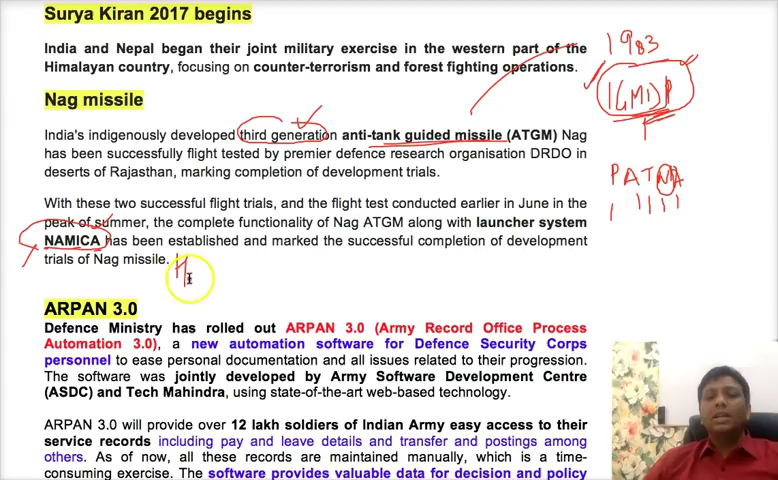 Surya Kiran 2017 begins
India and Nepal began their joint military exercise in the western part of the
Himalayan country, focusing on counter-terrorism and forest fighting operations.
1983
IGMDP
Nag missile
India's indigenously developed third generation anti-tank guided missile (ATGM) Nag
has been successfully flight tested by premier defence research organisation DRDO in
deserts of Rajasthan, marking completion of development trials.
PATNA
With these two successful flight trials, and the flight test conducted earlier in June in the
peak of summer, the complete functionality of Nag ATGM along with launcher system
NAMICA has been established and marked the successful completion of development
trials of Nag missile.
ARPAN 3.0
Defence Ministry has rolled out ARPAN 3.0 (Army Record Office Process
Automation 3.0), a new automation software for Defence Security Corps
personnel to ease personal documentation and all issues related to their progression.
The software was jointly developed by Army Software Development Centre
(ASDC) and Tech Mahindra, using state-of-the-art web-based technology.
ARPAN 3.0 will provide over 12 lakh soldiers of Indian Army easy access to their
service records including pay and leave details and transfer and postings among
others. As of now, all these records are maintained manually, which is a time-
consuming exercise. The software provides valuable data for decision and policy